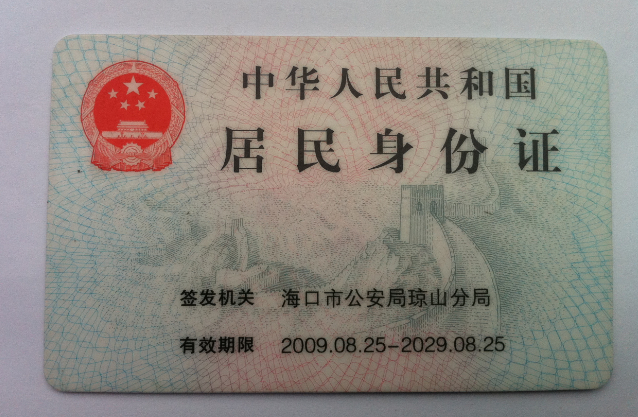 中华人民共和国
居民身份证
签发机关 海口市公安局琼山分局
有效期限 2009.08.25-2029.08.25